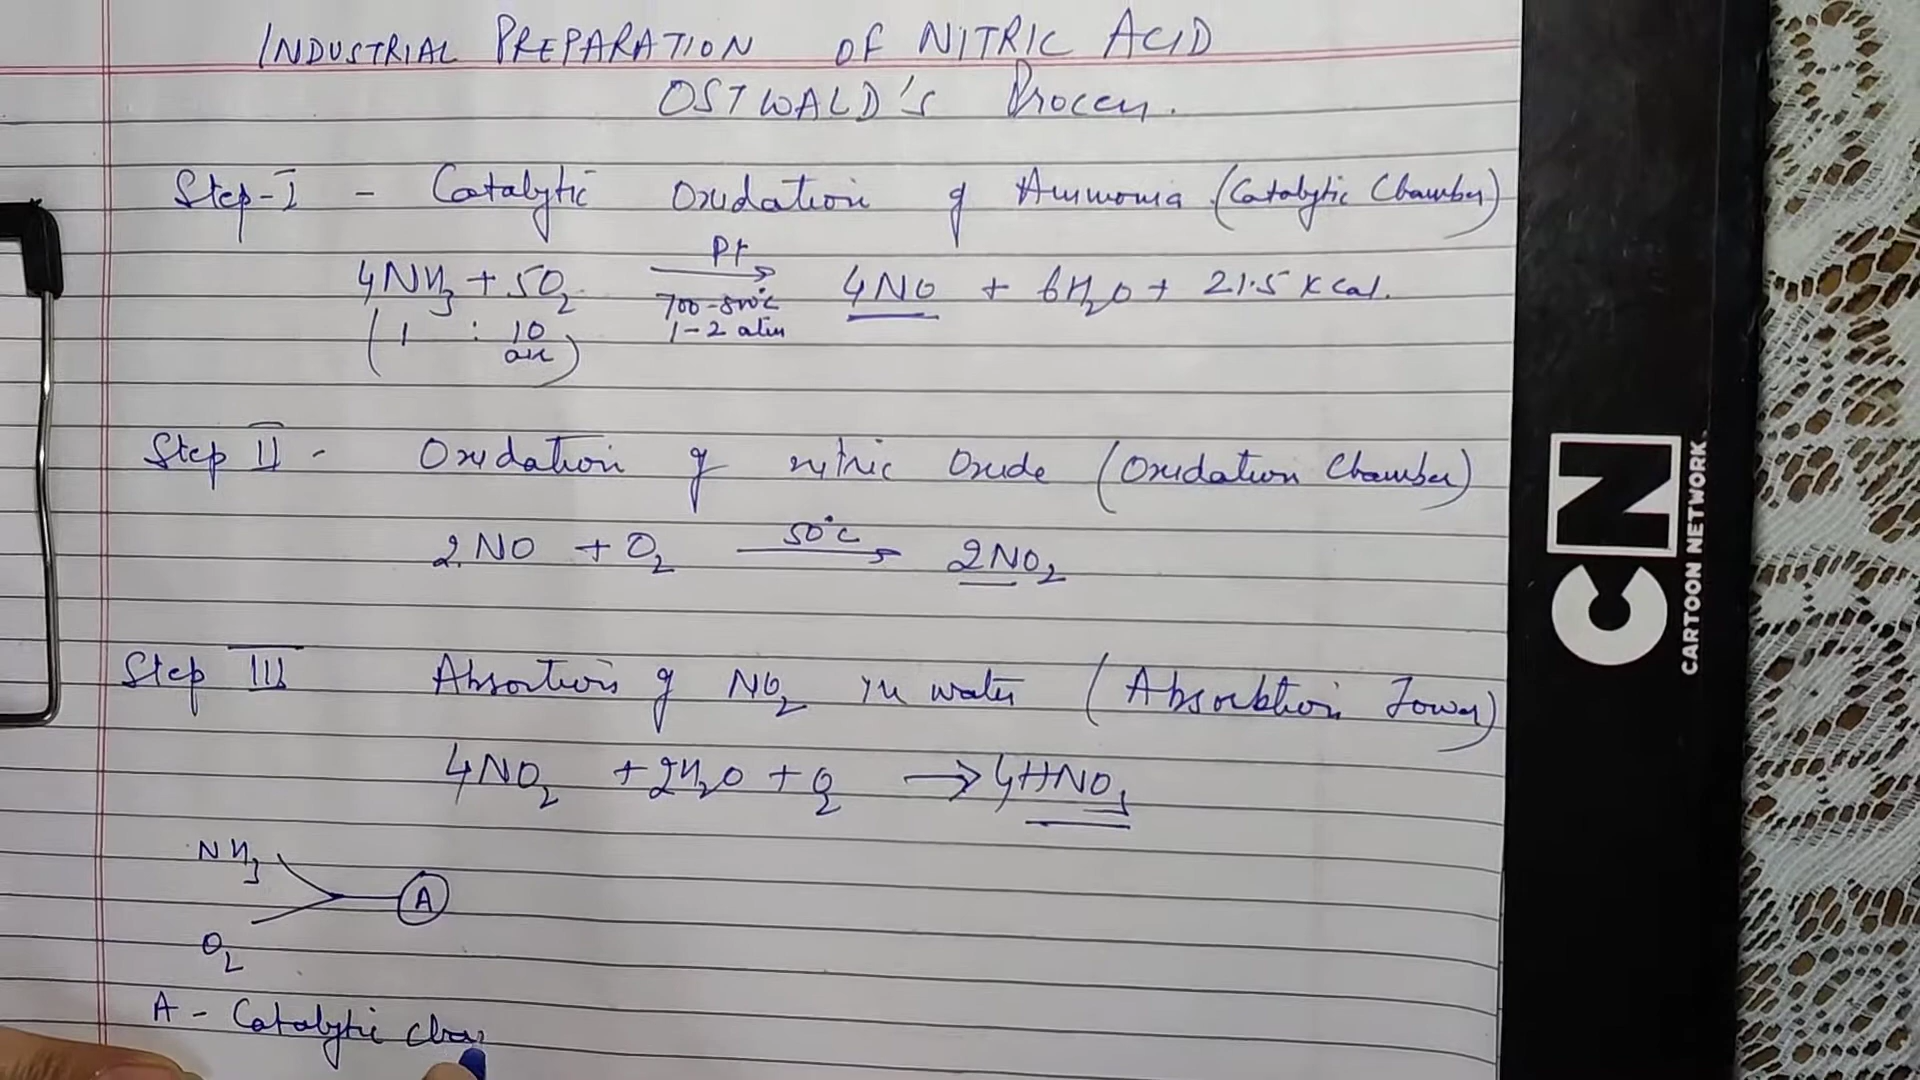 INDUSTRIAL PREPARATION OF NITRIC ACID
OSTWALD'S Process.
Step-I - Catalytic Oxidation of Ammonia (Catalytic Chamber)
4NH₃ + 5O₂ Pt 700-800°C 1-2 atm → 4NO + 6H₂O + 21.5 K cal.
(1 : 10 air)
Step II - Oxidation of nitric Oxide (Oxidation Chamber)
2NO + O₂ 50°C → 2NO₂
Step III Absortion of NO₂ in water (Absorbtion Tower)
4NO₂ + 2H₂O + O₂ → 4HNO₃
NH₃
A
O₂
A - Catalytic Cha
CN
CARTOON NETWORK.